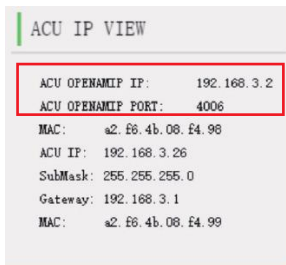 ACU IP VIEW
ACU OPENAMIP IP: 192.168.3.2
ACU OPENAMIP PORT: 4006
MAC: a2.f6.4b.08.f4.98
ACU IP: 192.168.3.26
SubMask: 255.255.255.0
Gateway: 192.168.3.1
MAC: a2.f6.4b.08.f4.99